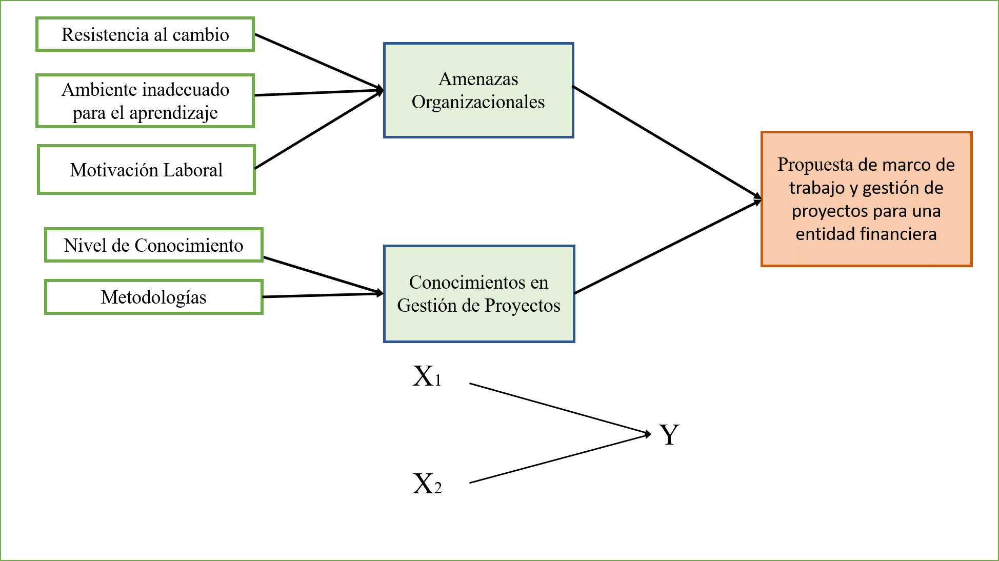 Resistencia al cambio
Ambiente inadecuado
para el aprendizaje
Motivación Laboral
Nivel de Conocimiento
Metodologías
Amenazas
Organizacionales
Conocimientos en
Gestión de Proyectos
Propuesta de marco de
trabajo y gestión de
proyectos para una
entidad financiera
X1
Y
X2